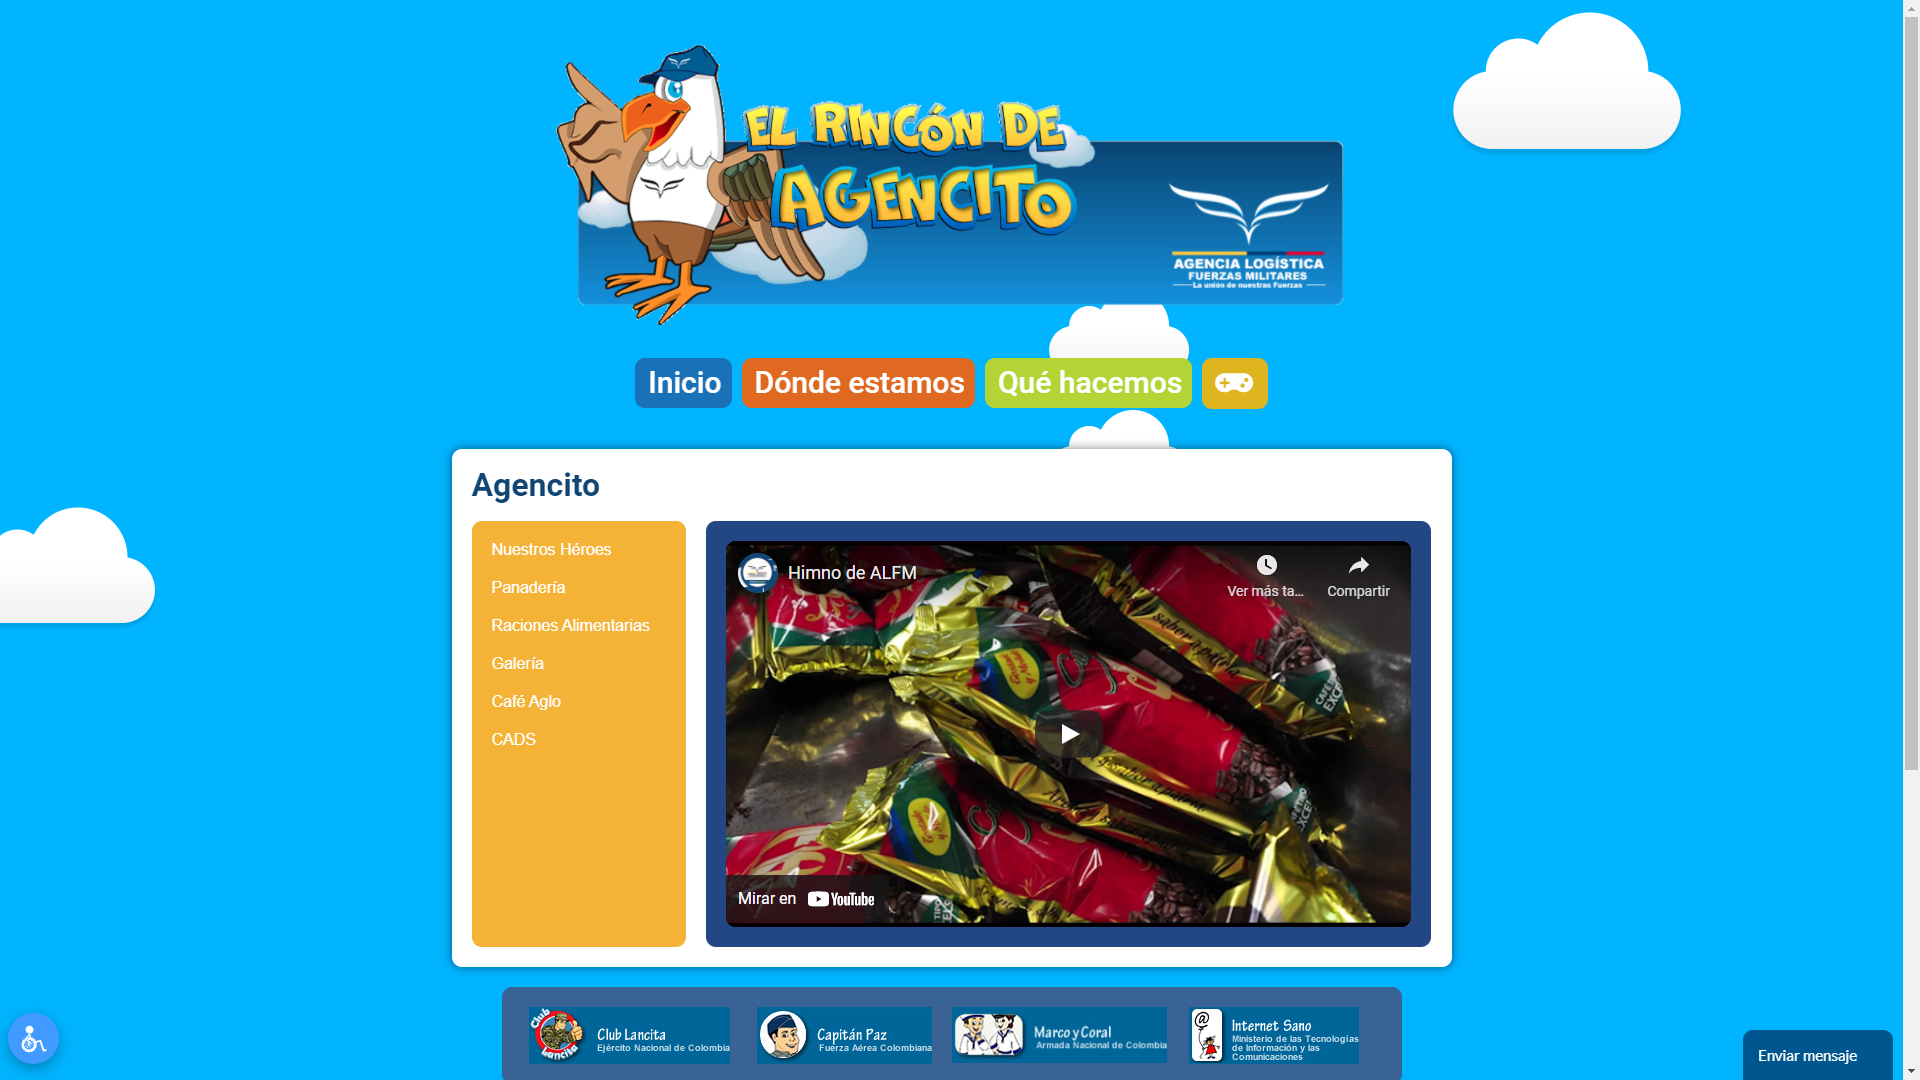 EL RINCÓN DE
AGENCITO
AGENCIA LOGÍSTICA
FUERZAS MILITARES
La unión de nuestras Fuerzas
Inicio
Dónde estamos
Qué hacemos
Agencito
Nuestros Héroes
Panadería
Raciones Alimentarias
Galería
Café Aglo
CADS
Himno de ALFM
Ver más ta...
Compartir
Mirar en YouTube
Club Lancita
Club Lancita
Ejército Nacional de Colombia
Capitán Paz
Fuerza Aérea Colombiana
Marco y Coral
Armada Nacional de Colombia
@
Internet Sano
Ministerio de las Tecnologías
de Información y las
Comunicaciones
Enviar mensaje